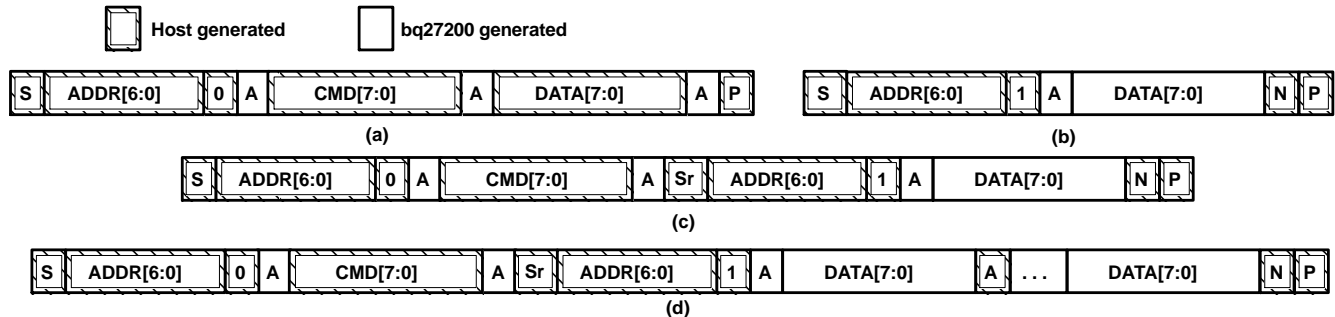 Host generated bq27200 generated
S ADDR[6:0] 0 A CMD[7:0] A DATA[7:0] A P S ADDR[6:0] 1 A DATA[7:0] N P
(a) (b)
S ADDR[6:0] 0 A CMD[7:0] A Sr ADDR[6:0] 1 A DATA[7:0] N P
(c)
S ADDR[6:0] 0 A CMD[7:0] A Sr ADDR[6:0] 1 A DATA[7:0] A . . . DATA[7:0] N P
(d)